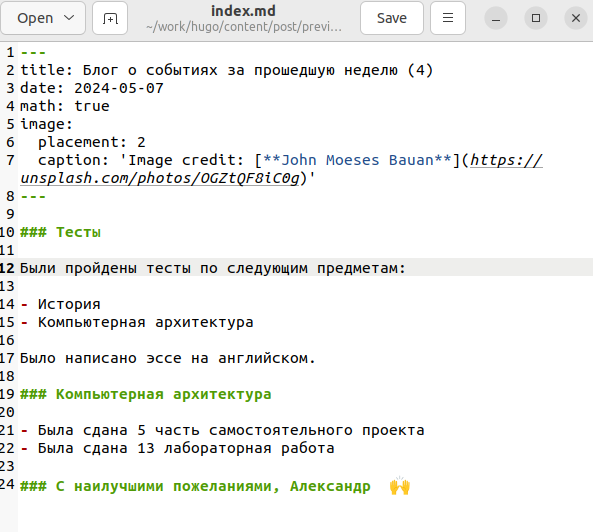 Open
index.md
~/work/hugo/content/post/previ...
Save
1 ---
2 title: Блог о событиях за прошедшую неделю (4)
3 date: 2024-05-07
4 math: true
5 image:
6   placement: 2
7   caption: 'Image credit: [**John Moeses Bauan**](https://
unsplash.com/photos/OGZtQF8iC0g)'
8 ---
9
10 ### Тесты
11
12 Были пройдены тесты по следующим предметам:
13
14 - История
15 - Компьютерная архитектура
16
17 Было написано эссе на английском.
18
19 ### Компьютерная архитектура
20
21 - Была сдана 5 часть самостоятельного проекта
22 - Была сдана 13 лабораторная работа
23
24 ### С наилучшими пожеланиями, Александр 🙌